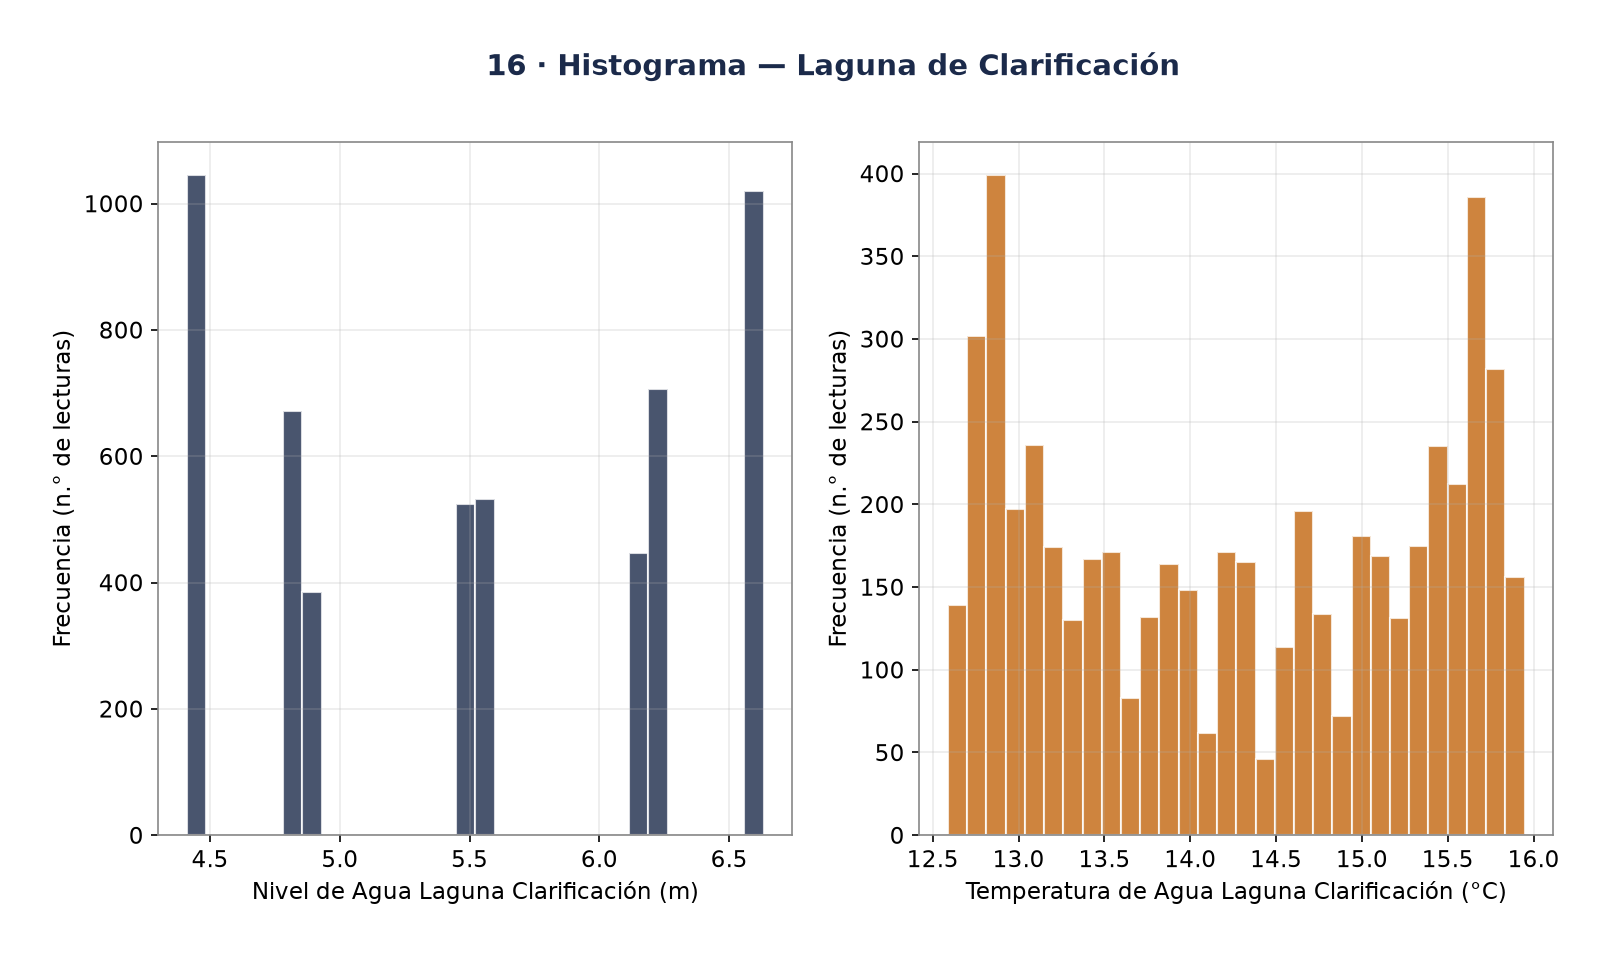 16 · Histograma — Laguna de Clarificación
Frecuencia (n.° de lecturas)
1000
800
600
400
200
0
4.5 5.0 5.5 6.0 6.5
Nivel de Agua Laguna Clarificación (m)
Frecuencia (n.° de lecturas)
400
350
300
250
200
150
100
50
0
12.5 13.0 13.5 14.0 14.5 15.0 15.5 16.0
Temperatura de Agua Laguna Clarificación (°C)